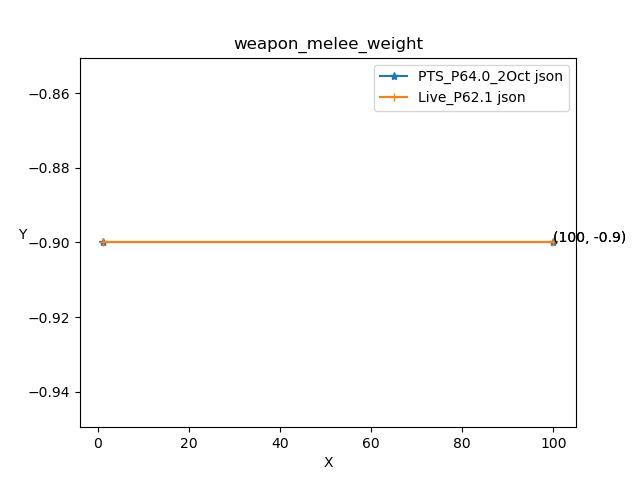 weapon_melee_weight
PTS_P64.0_2Oct json
Live_P62.1 json
−0.86
−0.88
Y
−0.90
(100, -0.9)
−0.92
−0.94
0
20
40
60
80
100
X